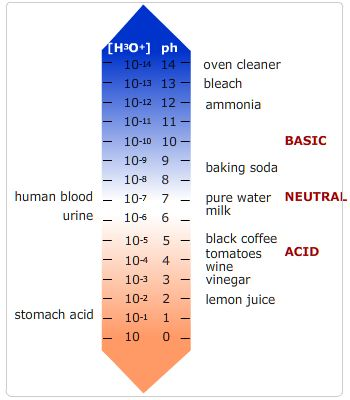 [H3O+] ph
10-14 14 oven cleaner
10-13 13 bleach
10-12 12 ammonia
10-11 11
10-10 10 BASIC
10-9 9 baking soda
10-8 8
human blood 10-7 7 pure water NEUTRAL
urine 10-6 6 milk
10-5 5 black coffee
tomatoes ACID
10-4 4 wine
10-3 3 vinegar
10-2 2 lemon juice
stomach acid 10-1 1
10 0